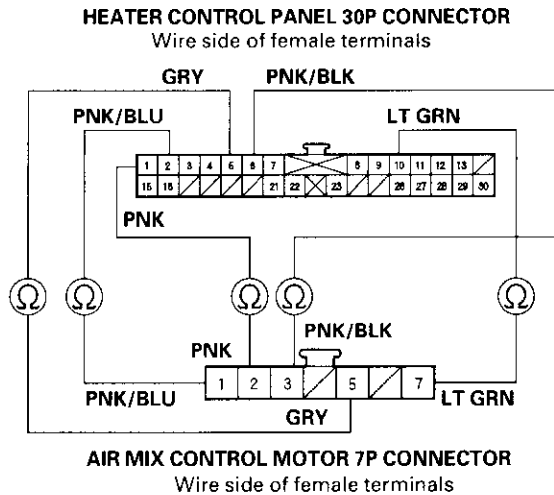 HEATER CONTROL PANEL 30P CONNECTOR
Wire side of female terminals
GRY PNK/BLK
PNK/BLU LT GRN
1 2 3 4 5 6 7 8 9 10 11 12 13
15 16 21 22 23 26 27 28 29 30
PNK
Ω Ω Ω Ω Ω
PNK/BLK
PNK
1 2 3 5 7
PNK/BLU LT GRN
GRY
AIR MIX CONTROL MOTOR 7P CONNECTOR
Wire side of female terminals